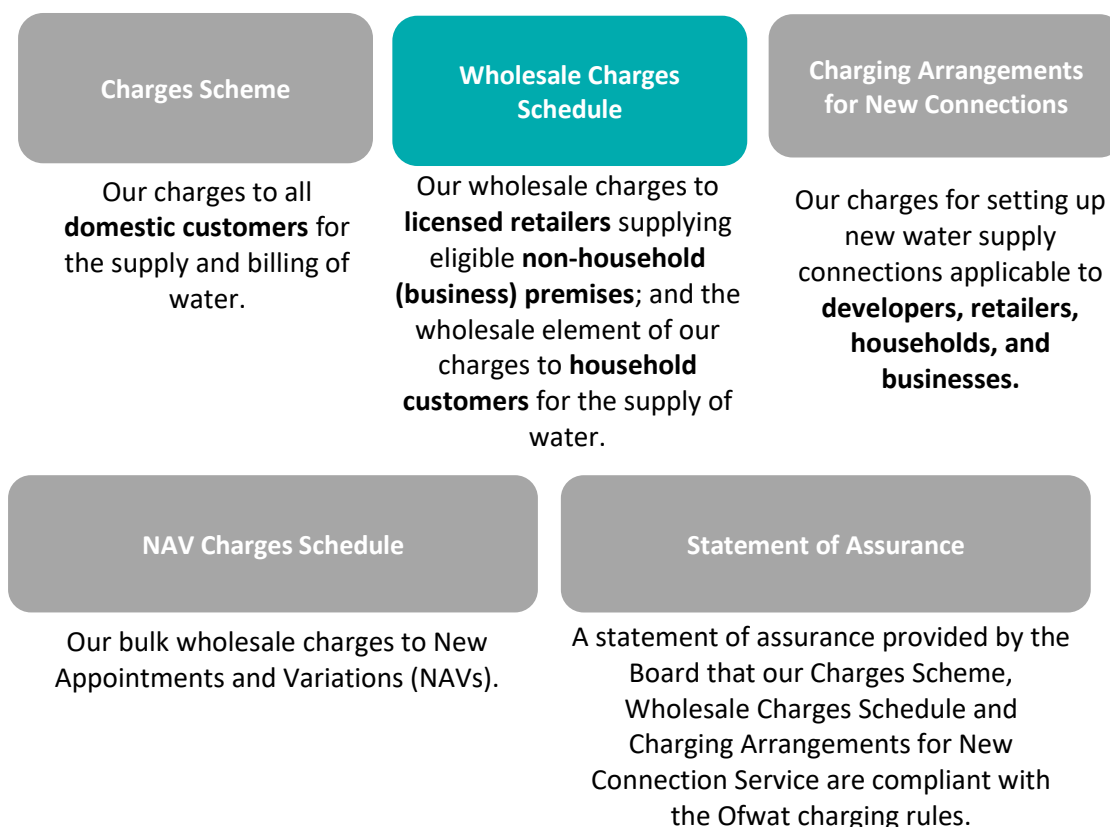 Charges Scheme
Our charges to all
domestic customers for
the supply and billing of
water.
Wholesale Charges
Schedule
Our wholesale charges to
licensed retailers supplying
eligible non-household
(business) premises; and the
wholesale element of our
charges to household
customers for the supply of
water.
Charging Arrangements
for New Connections
Our charges for setting up
new water supply
connections applicable to
developers, retailers,
households, and
businesses.
NAV Charges Schedule
Our bulk wholesale charges to New
Appointments and Variations (NAVs).
Statement of Assurance
A statement of assurance provided by the
Board that our Charges Scheme,
Wholesale Charges Schedule and
Charging Arrangements for New
Connection Service are compliant with
the Ofwat charging rules.